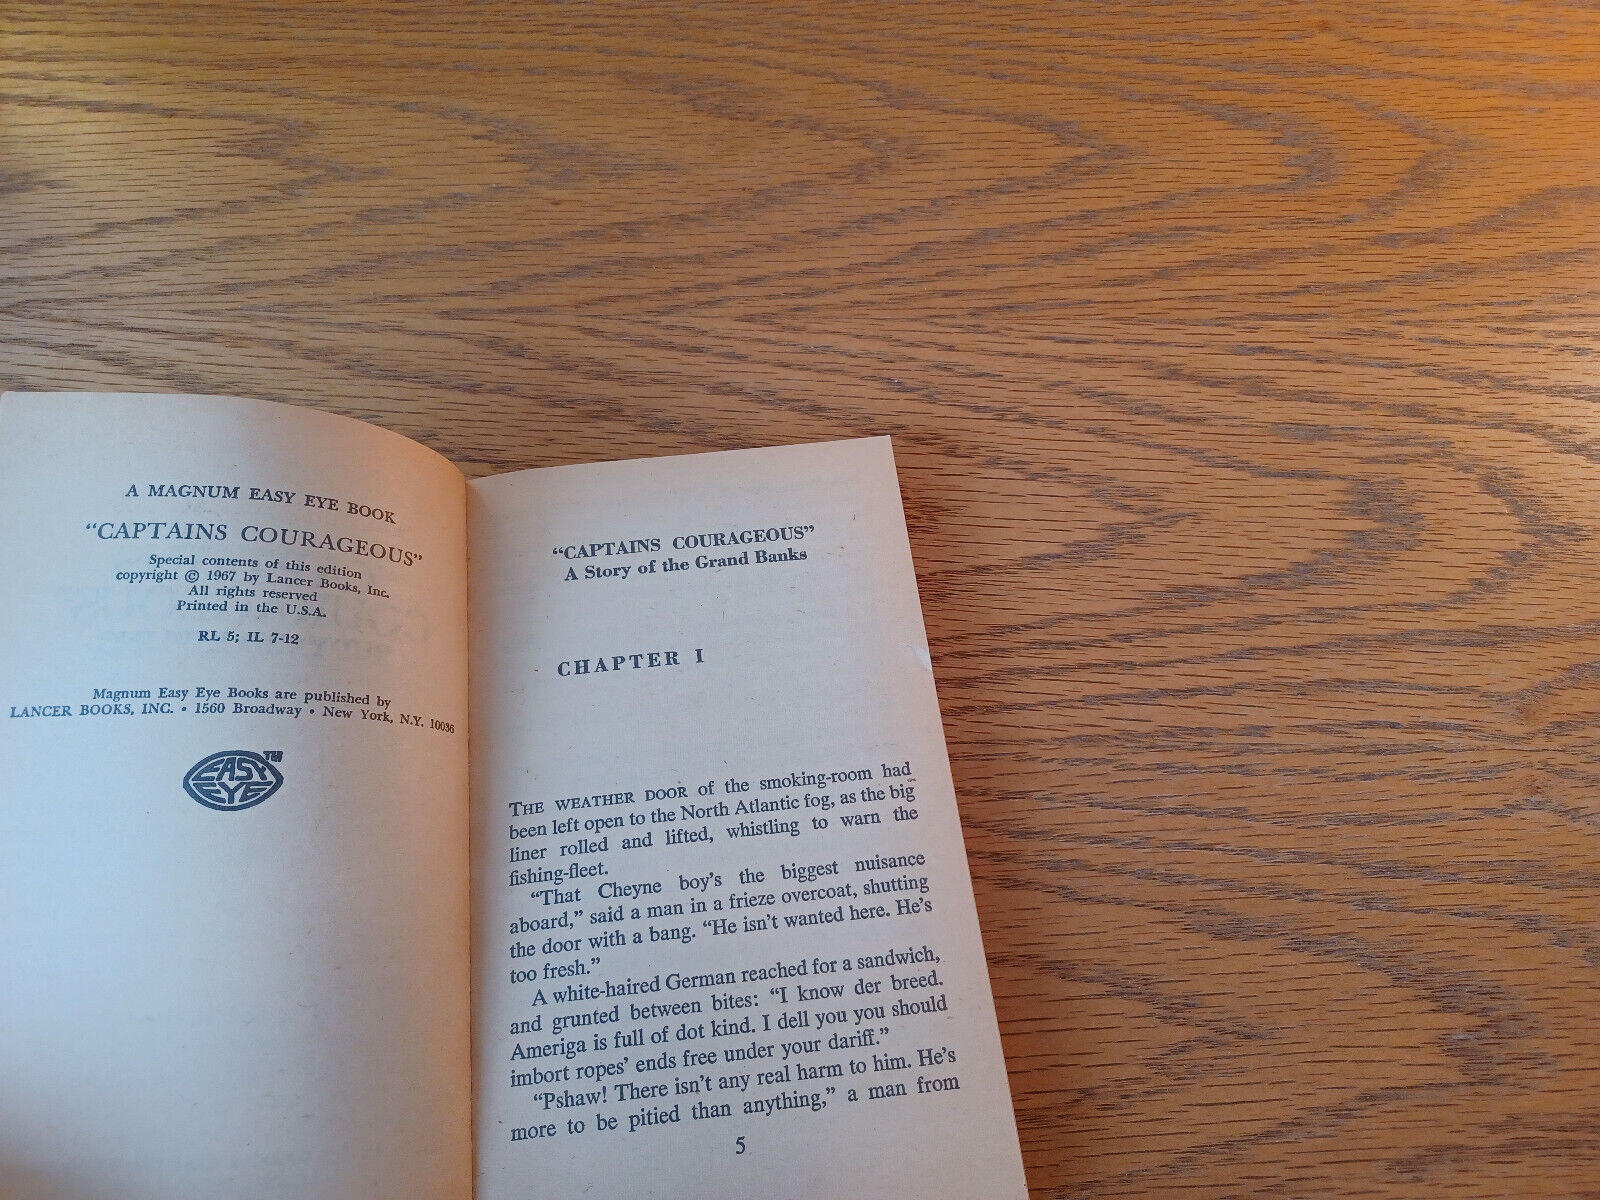 A MAGNUM EASY EYE BOOK
“CAPTAINS COURAGEOUS”
Special contents of this edition
copyright © 1967 by Lancer Books, Inc.
All rights reserved
Printed in the U.S.A.
RL 5; IL 7-12
Magnum Easy Eye Books are published by
LANCER BOOKS, INC. • 1560 Broadway • New York, N.Y. 10036
EASY TM
EYE
“CAPTAINS COURAGEOUS”
A Story of the Grand Banks
CHAPTER I
THE WEATHER DOOR of the smoking-room had
been left open to the North Atlantic fog, as the big
liner rolled and lifted, whistling to warn the
fishing-fleet.
“That Cheyne boy’s the biggest nuisance
aboard,” said a man in a frieze overcoat, shutting
the door with a bang. “He isn’t wanted here. He’s
too fresh.”
A white-haired German reached for a sandwich,
and grunted between bites: “I know der breed.
Ameriga is full of dot kind. I dell you you should
imbort ropes’ ends free under your dariff.”
“Pshaw! There isn’t any real harm to him. He’s
more to be pitied than anything,” a man from
5